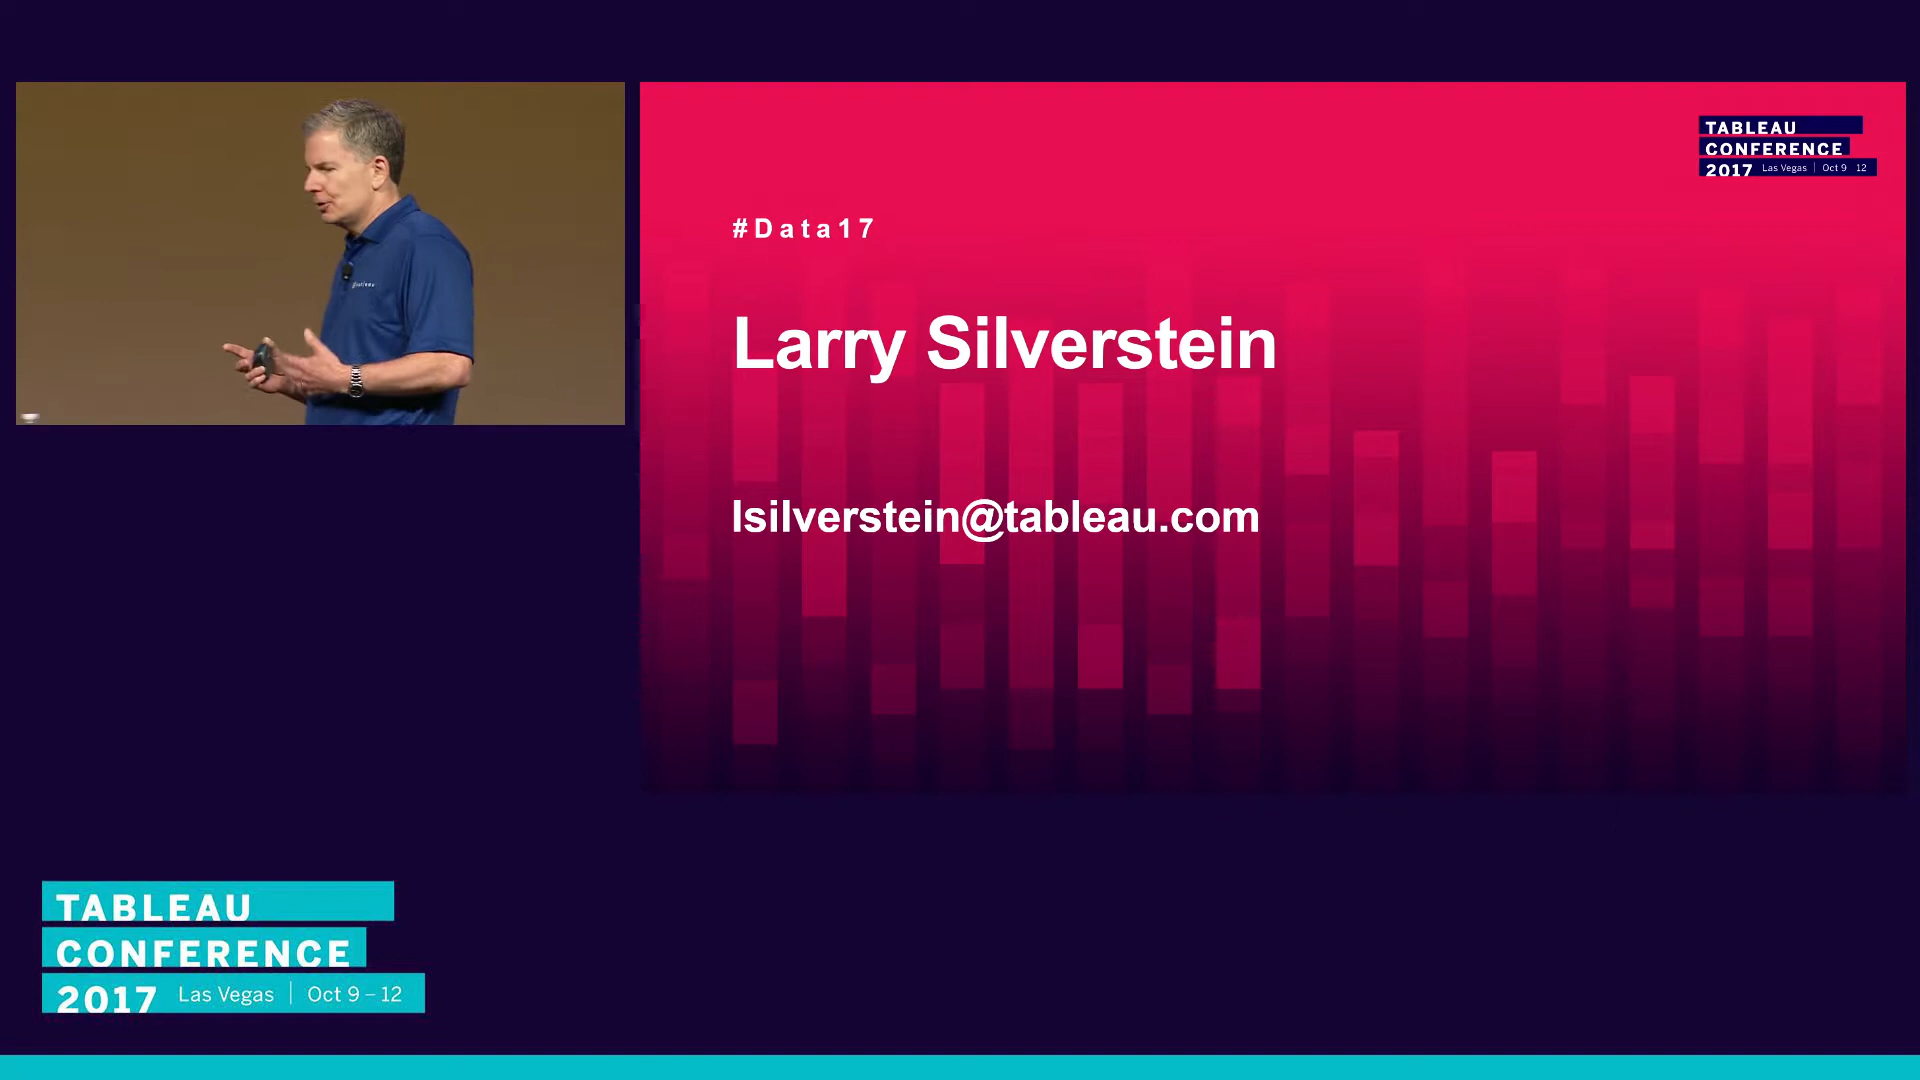 TABLEAU
CONFERENCE
2017 Las Vegas | Oct 9 12
#Data17
Larry Silverstein
lsilverstein@tableau.com
TABLEAU
CONFERENCE
2017 Las Vegas | Oct 9 – 12